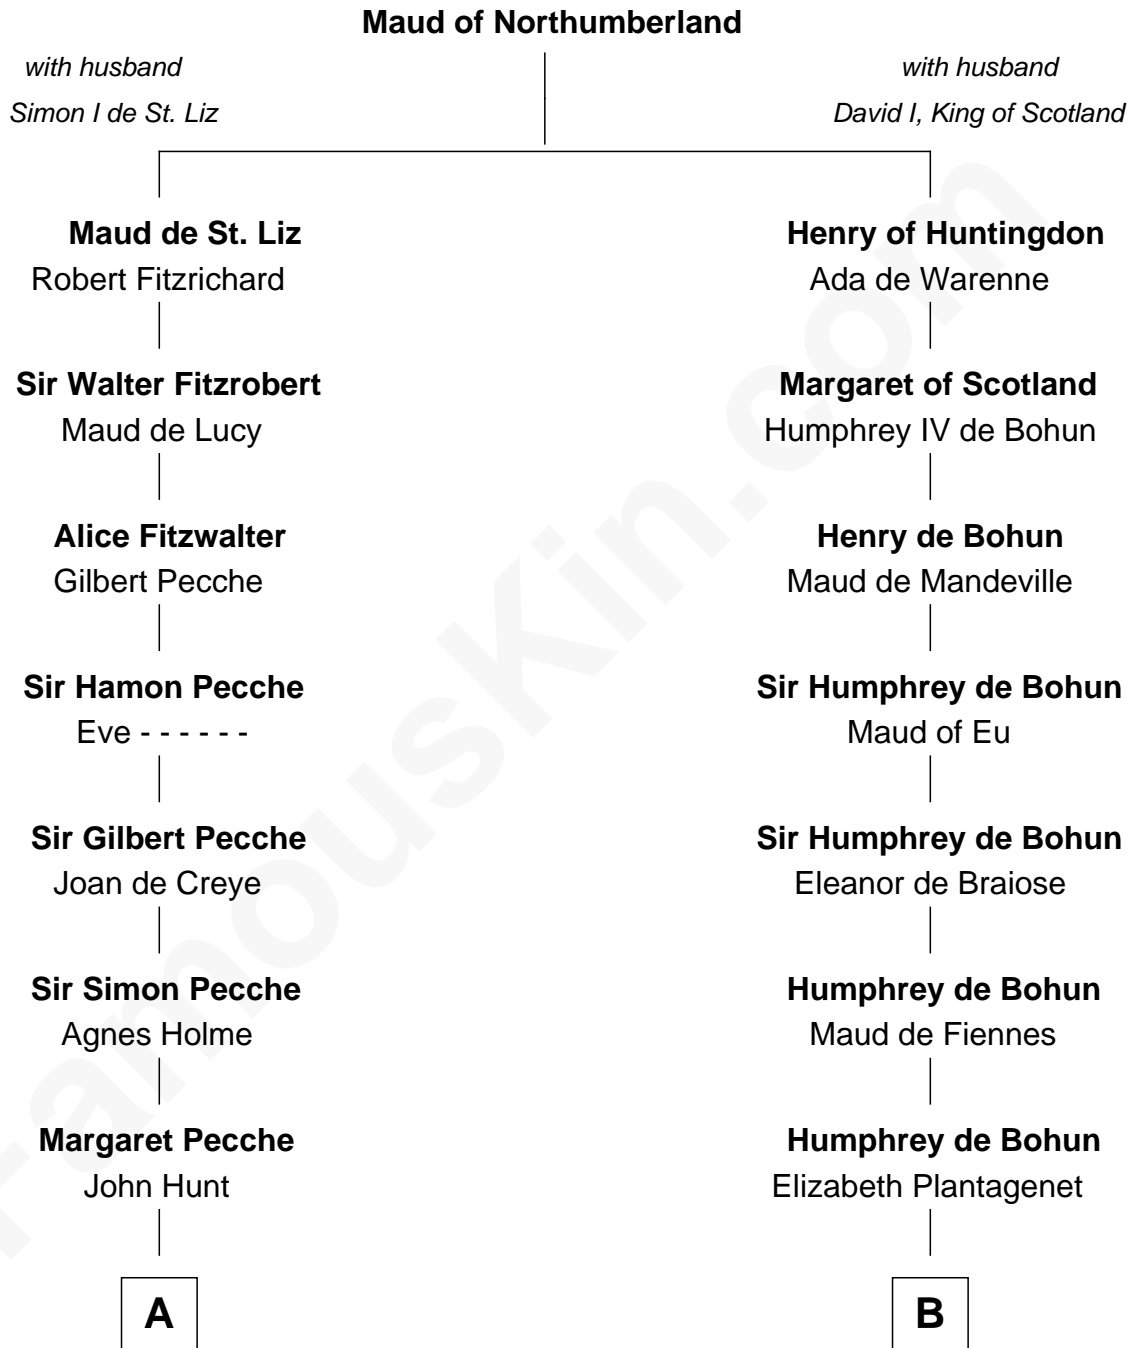 Maud of Northumberland
with husband
Simon I de St. Liz
with husband
David I, King of Scotland
Maud de St. Liz
Robert Fitzrichard
Henry of Huntingdon
Ada de Warenne
Sir Walter Fitzrobert
Maud de Lucy
Margaret of Scotland
Humphrey IV de Bohun
Alice Fitzwalter
Gilbert Pecche
Henry de Bohun
Maud de Mandeville
Sir Hamon Pecche
Eve - - - - - -
Sir Humphrey de Bohun
Maud of Eu
Sir Gilbert Pecche
Joan de Creye
Sir Humphrey de Bohun
Eleanor de Braiose
Sir Simon Pecche
Agnes Holme
Humphrey de Bohun
Maud de Fiennes
Margaret Pecche
John Hunt
Humphrey de Bohun
Elizabeth Plantagenet
A
B
FamousKin.com